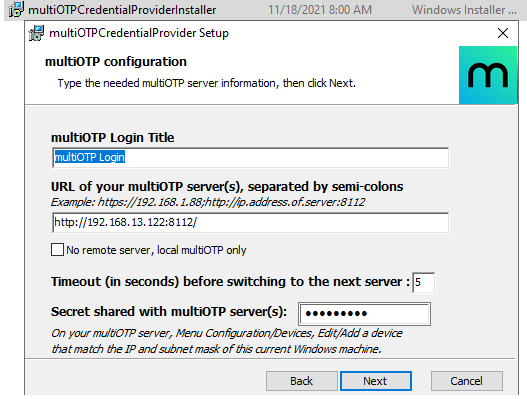 multiOTPCredentialProviderInstaller 11/18/2021 8:00 AM Windows Installer ...
multiOTPCredentialProvider Setup
multiOTP configuration
Type the needed multiOTP server information, then click Next.
m
multiOTP Login Title
multiOTP Login
URL of your multiOTP server(s), separated by semi-colons
Example: https://192.168.1.88;http://ip.address.of.server:8112
http://192.168.13.122:8112/
No remote server, local multiOTP only
Timeout (in seconds) before switching to the next server : 5
Secret shared with multiOTP server(s): •••••••••
On your multiOTP server, Menu Configuration/Devices, Edit/Add a device
that match the IP and subnet mask of this current Windows machine.
Back Next Cancel